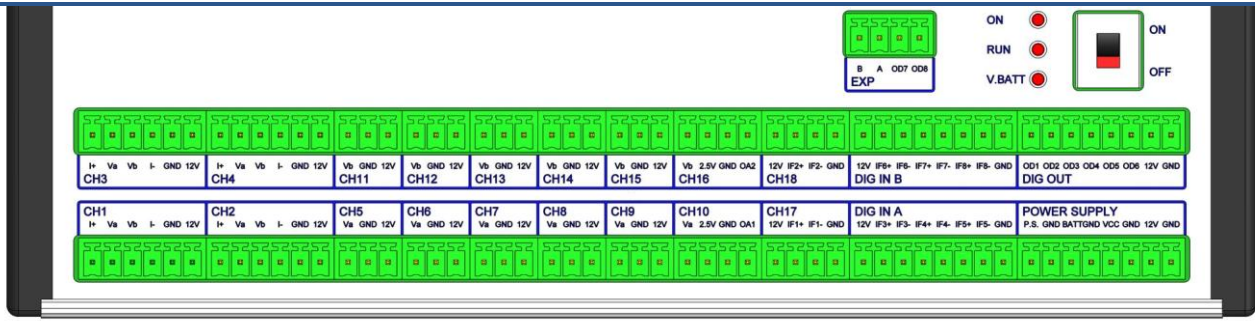 ON
ON
RUN
B A OD7 OD8
OFF
EXP
V.BATT
I+ Va Vb I- GND 12V I+ Va Vb I- GND 12V Vb GND 12V Vb GND 12V Vb GND 12V Vb GND 12V Vb GND 12V Vb 2.5V GND OA2 12V IF2+ IF2- GND 12V IF6+ IF6- IF7+ IF7- IF8+ IF8- GND OD1 OD2 OD3 OD4 OD5 OD6 12V GND
CH3 CH4 CH11 CH12 CH13 CH14 CH15 CH16 CH18 DIG IN B DIG OUT
CH1 CH2 CH5 CH6 CH7 CH8 CH9 CH10 CH17 DIG IN A POWER SUPPLY
I+ Va Vb I- GND 12V I+ Va Vb I- GND 12V Va GND 12V Va GND 12V Va GND 12V Va GND 12V Va GND 12V Va 2.5V GND OA1 12V IF1+ IF1- GND 12V IF3+ IF3- IF4+ IF4- IF5+ IF5- GND P.S. GND BATTGND VCC GND 12V GND